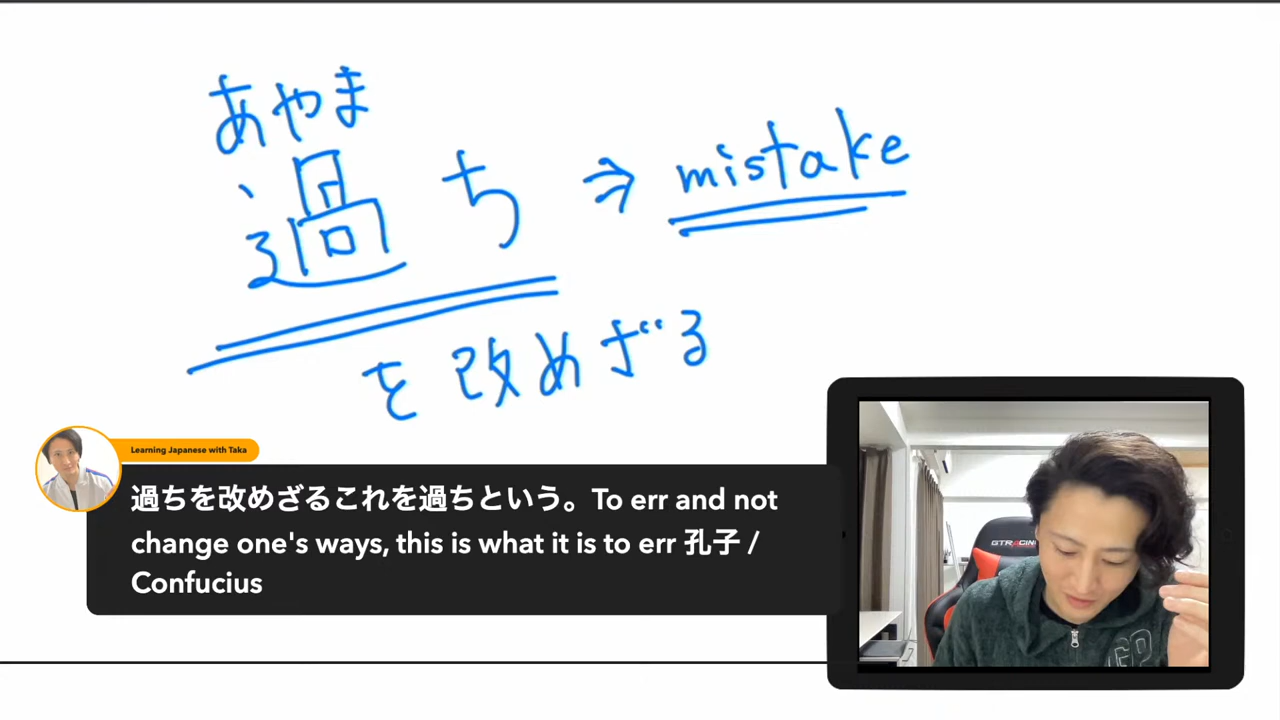 あやま
過ち ⇒ mistake
を改めざる
Learning Japanese with Taka
過ちを改めざるこれを過ちという。To err and not
change one's ways, this is what it is to err 孔子 /
Confucius
GTRACING